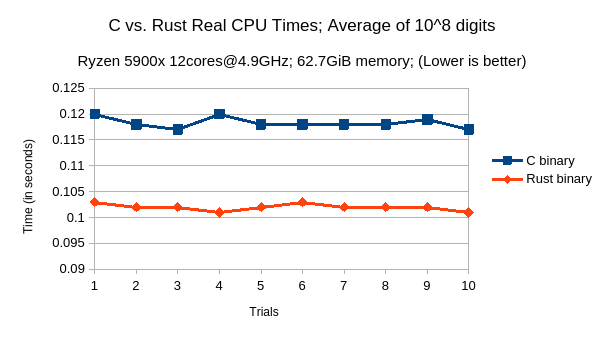 C vs. Rust Real CPU Times; Average of 10^8 digits
Ryzen 5900x 12cores@4.9GHz; 62.7GiB memory; (Lower is better)
0.125
0.12
0.115
0.11
0.105
0.1
0.095
0.09
Time (in seconds)
1 2 3 4 5 6 7 8 9 10
Trials
C binary
Rust binary